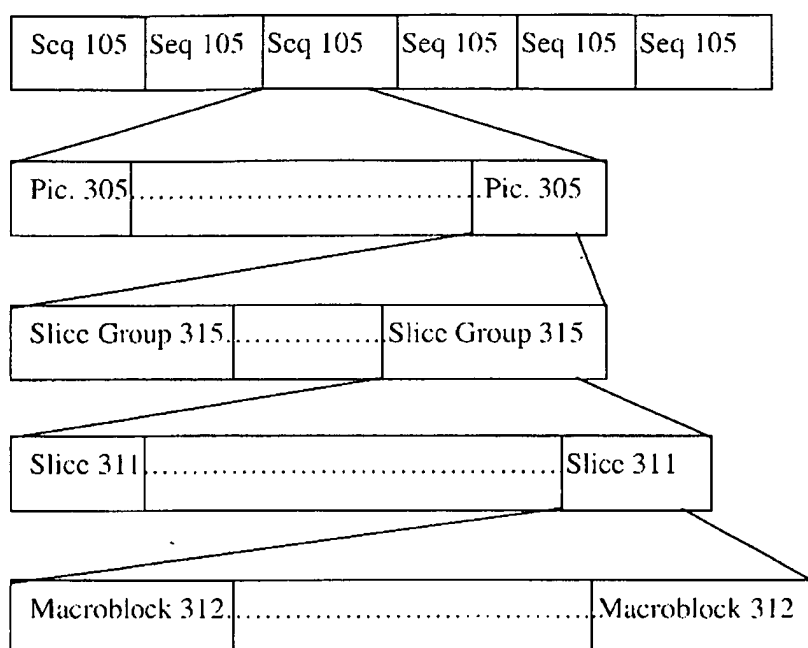 Seq 105 Seq 105 Seq 105 Seq 105 Seq 105 Seq 105
Pic. 305........................................Pic. 305
Slice Group 315..................Slice Group 315
Slice 311.................................................Slice 311
Macroblock 312...........................................Macroblock 312